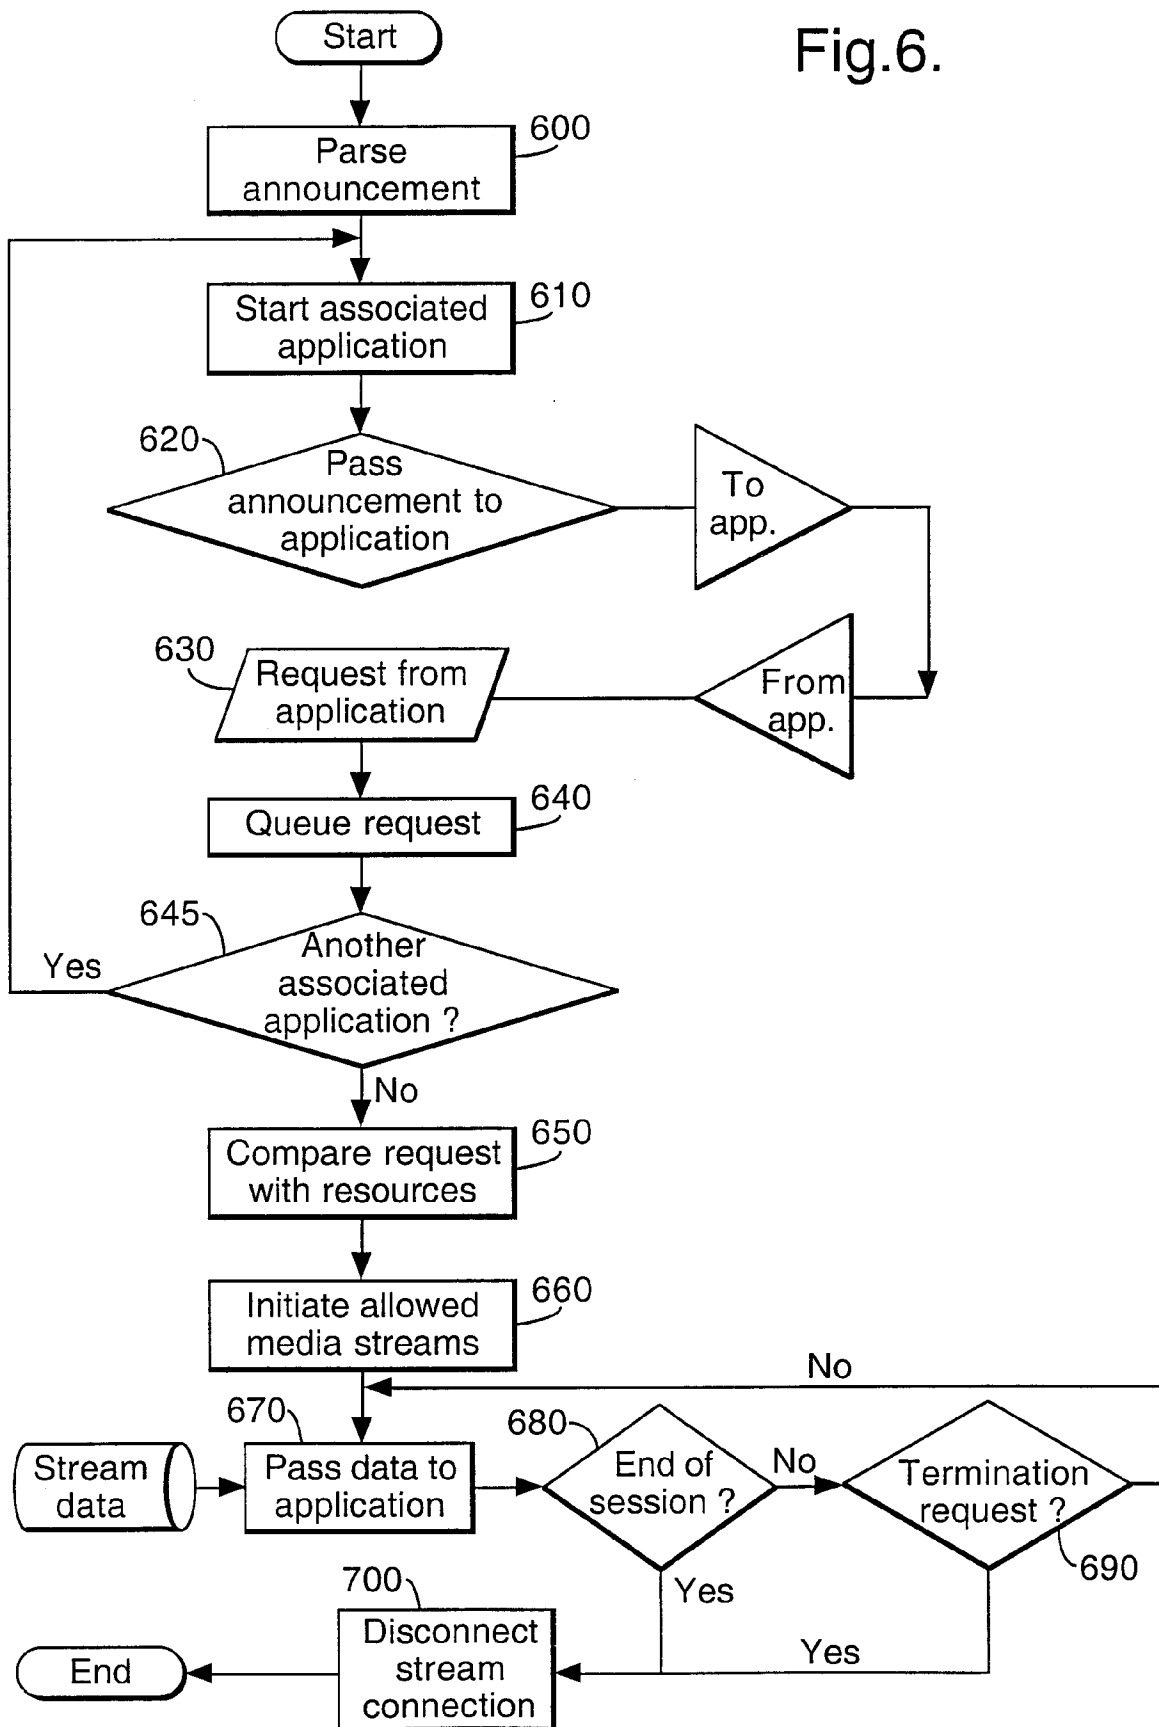 Fig.6.
Start
600
Parse
announcement
610
Start associated
application
620
Pass
announcement to
application
To
app.
630
Request from
application
From
app.
640
Queue request
645
Another
associated
application ?
Yes
No
650
Compare request
with resources
660
Initiate allowed
media streams
No
670
Stream
data
Pass data to
application
680
End of
session ?
No
Termination
request ?
690
Yes
Yes
700
Disconnect
stream
connection
End